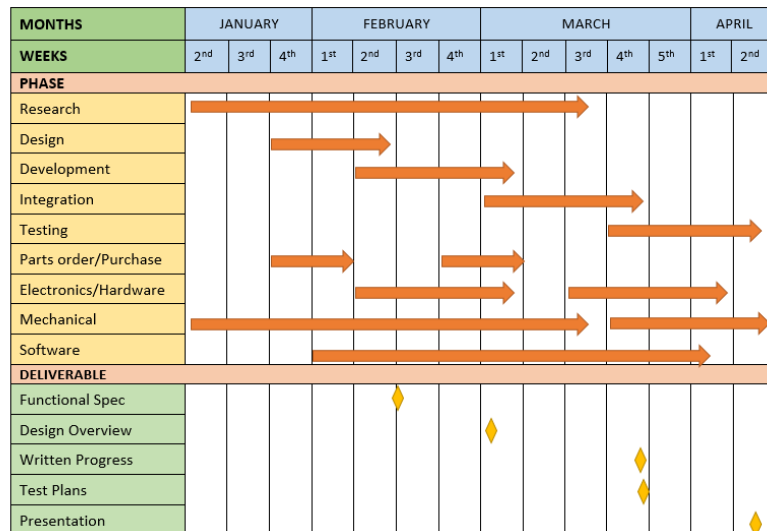 MONTHS JANUARY FEBRUARY MARCH APRIL
WEEKS 2nd 3rd 4th 1st 2nd 3rd 4th 1st 2nd 3rd 4th 5th 1st 2nd
PHASE
Research
Design
Development
Integration
Testing
Parts order/Purchase
Electronics/Hardware
Mechanical
Software
DELIVERABLE
Functional Spec
Design Overview
Written Progress
Test Plans
Presentation